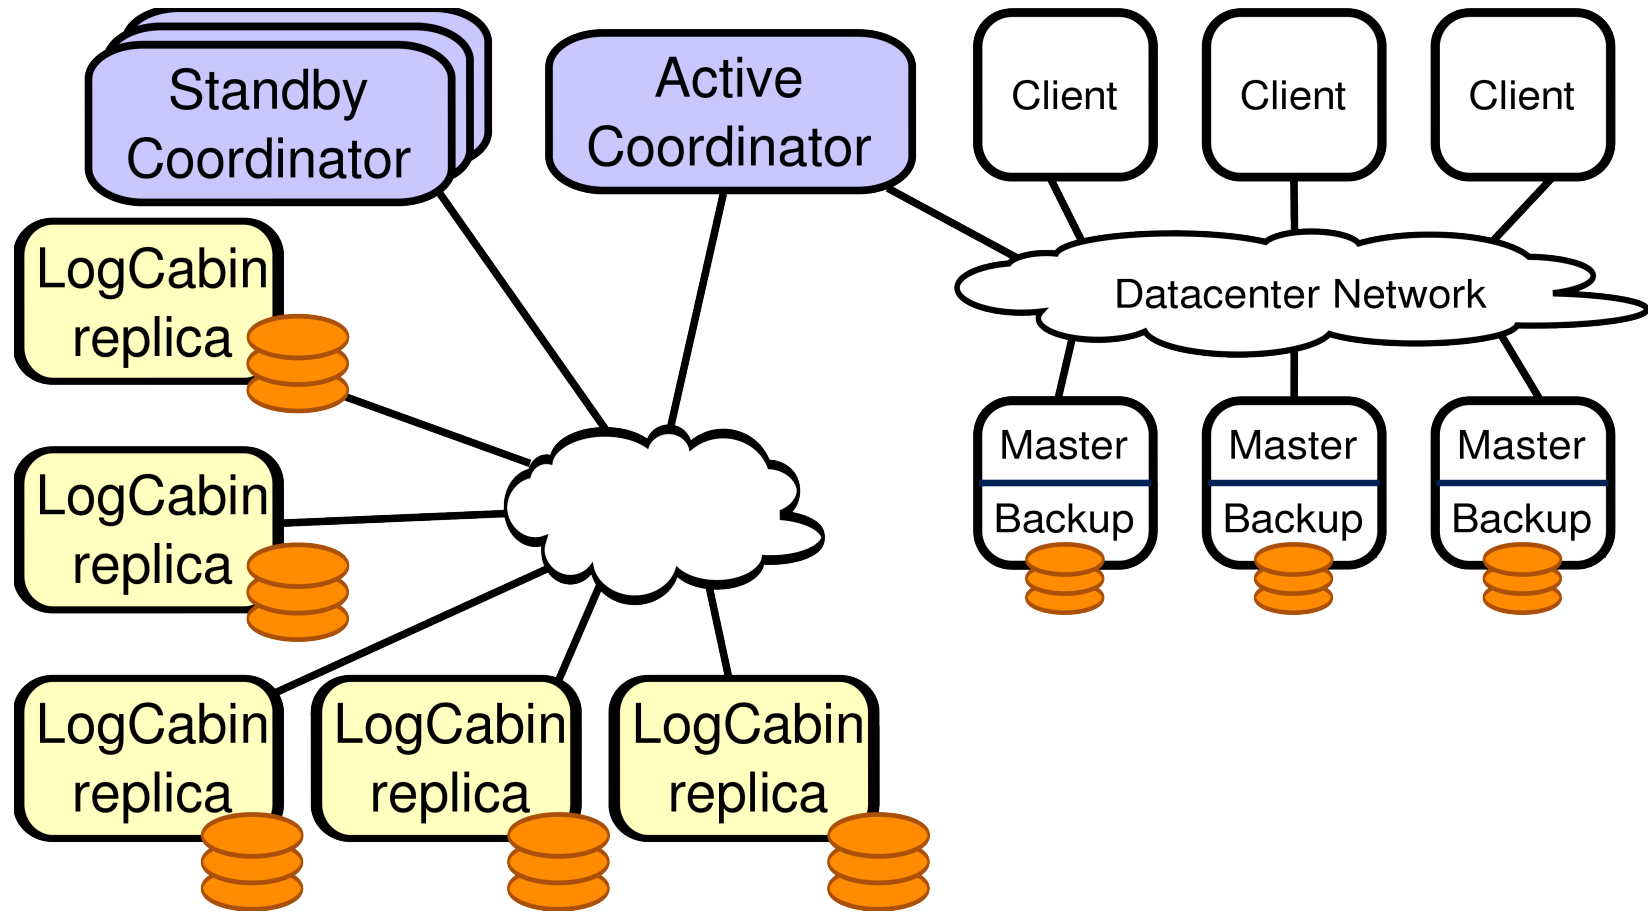 Standby
Coordinator
Active
Coordinator
Client
Client
Client
LogCabin
replica
Datacenter Network
LogCabin
replica
Master
Backup
Master
Backup
Master
Backup
LogCabin
replica
LogCabin
replica
LogCabin
replica